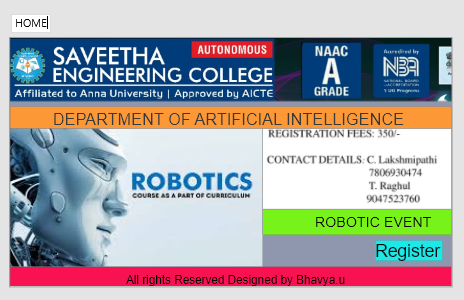 HOME
SAVEETHA
AUTONOMOUS
ENGINEERING COLLEGE
Affiliated to Anna University | Approved by AICTE
NAAC
A
GRADE
Accredited by
NBA
DEPARTMENT OF ARTIFICIAL INTELLIGENCE
REGISTRATION FEES: 350/-
CONTACT DETAILS: C. Lakshmipathi
7806930474
T. Raghul
9047523760
ROBOTICS
COURSE AS A PART OF CURRICULUM
ROBOTIC EVENT
Register
All rights Reserved Designed by Bhavya.u